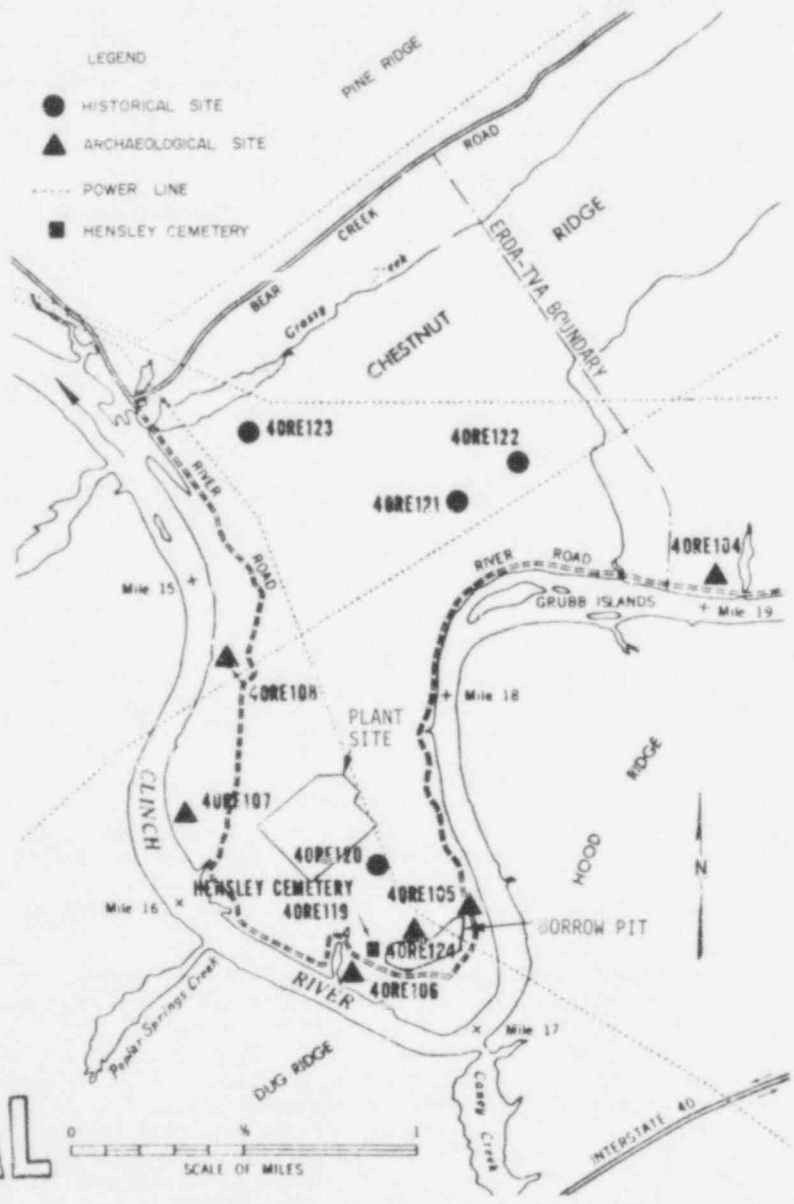 LEGEND
HISTORICAL SITE
ARCHAEOLOGICAL SITE
POWER LINE
HENSLEY CEMETERY
PINE RIDGE
BEAR CREEK ROAD
Grassy Creek
CHESTNUT RIDGE
ERDA-TVA BOUNDARY
40RE123
40RE122
40RE121
40RE104
RIVER ROAD
RIVER ROAD
GRUBB ISLANDS
Mile 15
Mile 19
40RE108
Mile 18
PLANT
SITE
HOOD RIDGE
CLINCH RIVER
40RE107
40RE120
N
HENSLEY CEMETERY
40RE119
40RE105
Mile 16
BORROW PIT
40RE124
40RE106
Mile 17
Poplar Springs Creek
DUG RIDGE
Caney Creek
INTERSTATE 40
AL
0 ½ 1
SCALE OF MILES